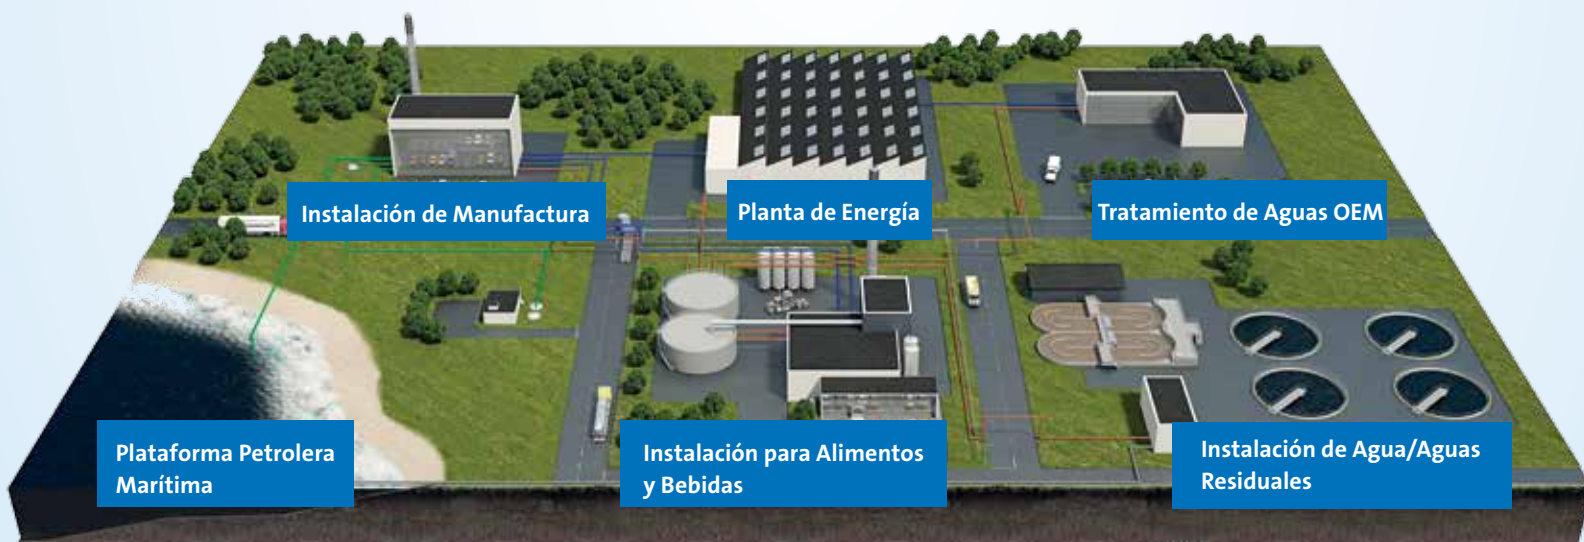 Instalación de Manufactura
Planta de Energía
Tratamiento de Aguas OEM
Plataforma Petrolera
Marítima
Instalación para Alimentos
y Bebidas
Instalación de Agua/Aguas
Residuales